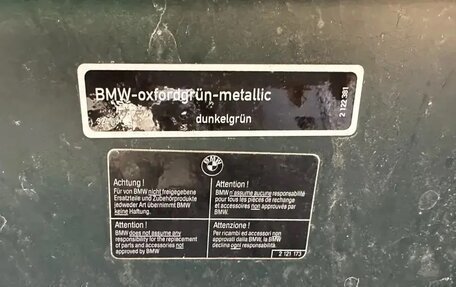 BMW-oxfordgrün-metallic
dunkelgrün
2 122 381
BMW
Achtung !
Für von BMW nicht freigegebene
Ersatzteile und Zubehörprodukte
jedweder Art übernimmt BMW
keine Haftung.
Attention !
BMW n'assume aucune responsabilité
pour tous les pièces de rechange
et accessoires non approuvés par
BMW.
Attention !
BMW does not assume any
responsibility for the replacement
of parts and accessories not
approved by BMW
Attenzione !
Per ricambi ed accesori non
approvati dalla BMW, la BMW
declina ogni responsabilità.
2 121 173